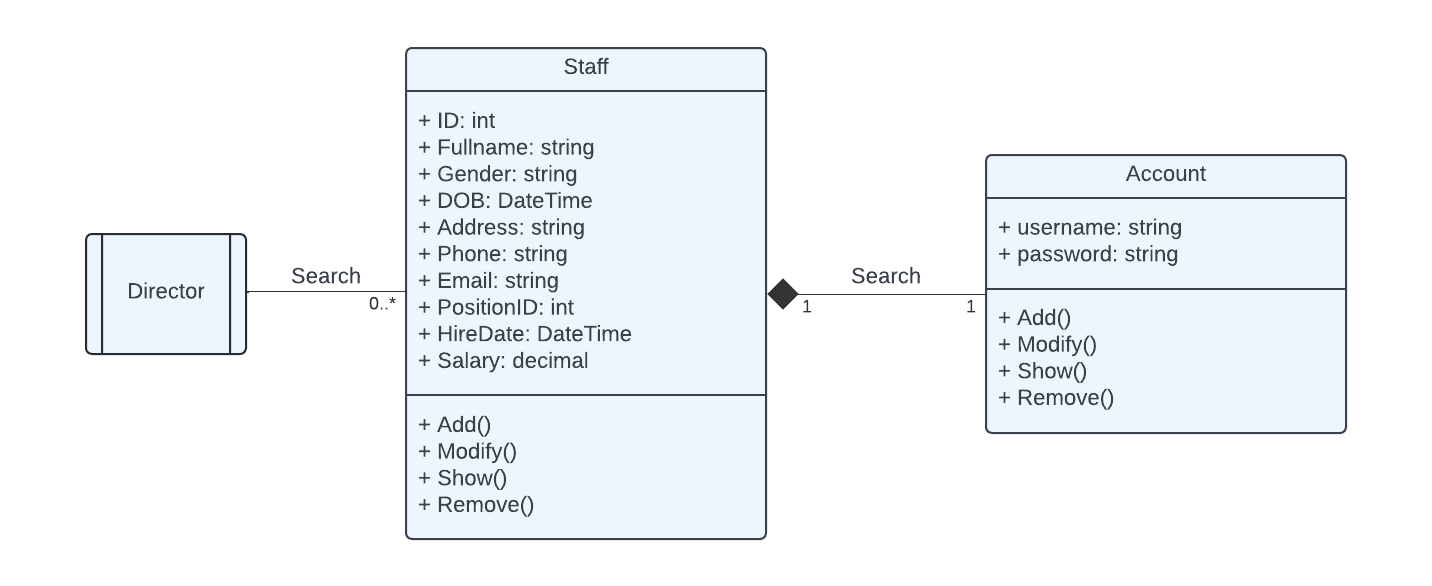 Director
Search
0..*
Staff
+ ID: int
+ Fullname: string
+ Gender: string
+ DOB: DateTime
+ Address: string
+ Phone: string
+ Email: string
+ PositionID: int
+ HireDate: DateTime
+ Salary: decimal
+ Add()
+ Modify()
+ Show()
+ Remove()
Search
1
1
Account
+ username: string
+ password: string
+ Add()
+ Modify()
+ Show()
+ Remove()